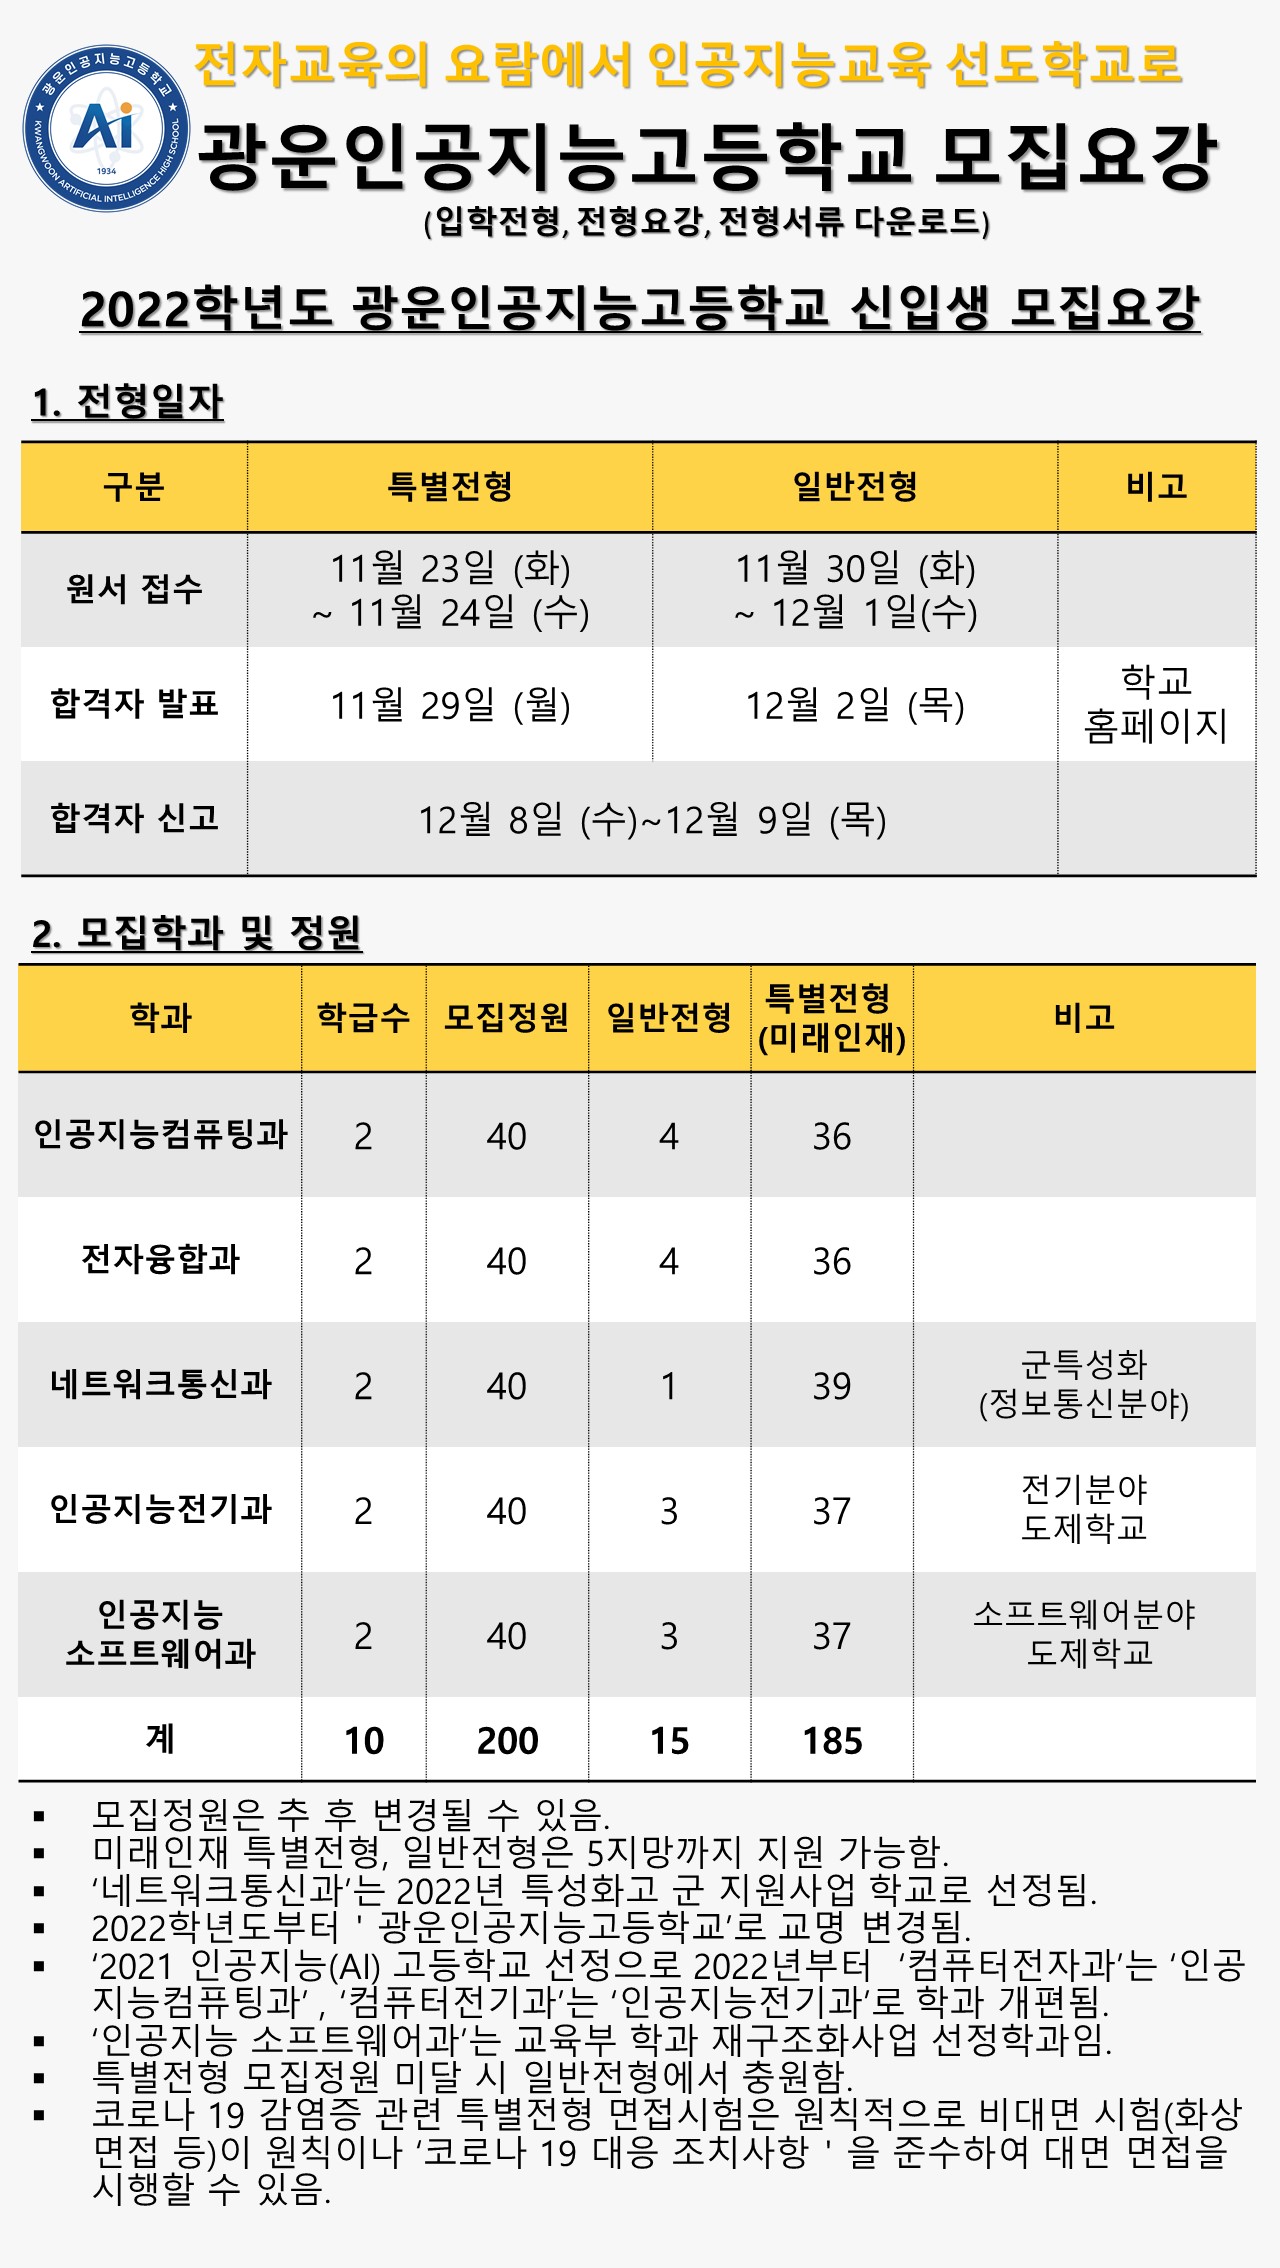 광운인공지능고등학교
Ai
1934
KWANGWOON ARTIFICIAL INTELLIGENCE HIGH SCHOOL
전자교육의 요람에서 인공지능교육 선도학교로
광운인공지능고등학교 모집요강
(입학전형, 전형요강, 전형서류 다운로드)
2022학년도 광운인공지능고등학교 신입생 모집요강
1. 전형일자
구분 특별전형 일반전형 비고
원서 접수 11월 23일 (화) ~ 11월 24일 (수) 11월 30일 (화) ~ 12월 1일(수)
합격자 발표 11월 29일 (월) 12월 2일 (목) 학교 홈페이지
합격자 신고 12월 8일 (수)~12월 9일 (목)
2. 모집학과 및 정원
학과 학급수 모집정원 일반전형 특별전형 (미래인재) 비고
인공지능컴퓨팅과 2 40 4 36
전자융합과 2 40 4 36
네트워크통신과 2 40 1 39 군특성화 (정보통신분야)
인공지능전기과 2 40 3 37 전기분야 도제학교
인공지능 소프트웨어과 2 40 3 37 소프트웨어분야 도제학교
계 10 200 15 185
▪ 모집정원은 추 후 변경될 수 있음.
▪ 미래인재 특별전형, 일반전형은 5지망까지 지원 가능함.
▪ ‘네트워크통신과’는 2022년 특성화고 군 지원사업 학교로 선정됨.
▪ 2022학년도부터 ' 광운인공지능고등학교’로 교명 변경됨.
▪ ‘2021 인공지능(AI) 고등학교 선정으로 2022년부터 ‘컴퓨터전자과’는 ‘인공
지능컴퓨팅과’ , ‘컴퓨터전기과’는 ‘인공지능전기과’로 학과 개편됨.
▪ ‘인공지능 소프트웨어과’는 교육부 학과 재구조화사업 선정학과임.
▪ 특별전형 모집정원 미달 시 일반전형에서 충원함.
▪ 코로나 19 감염증 관련 특별전형 면접시험은 원칙적으로 비대면 시험(화상
면접 등)이 원칙이나 ‘코로나 19 대응 조치사항 ' 을 준수하여 대면 면접을
시행할 수 있음.